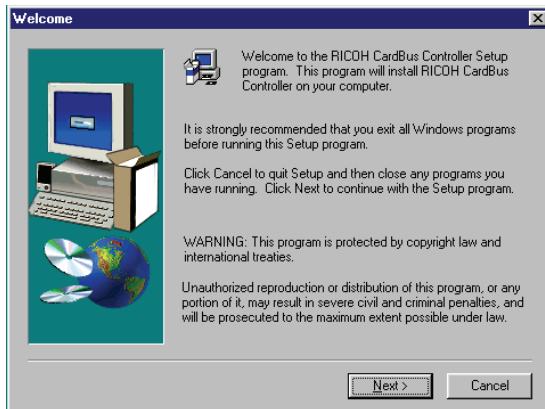 Welcome
Welcome to the RICOH CardBus Controller Setup
program. This program will install RICOH CardBus
Controller on your computer.
It is strongly recommended that you exit all Windows programs
before running this Setup program.
Click Cancel to quit Setup and then close any programs you
have running. Click Next to continue with the Setup program.
WARNING: This program is protected by copyright law and
international treaties.
Unauthorized reproduction or distribution of this program, or any
portion of it, may result in severe civil and criminal penalties, and
will be prosecuted to the maximum extent possible under law.
Next >
Cancel